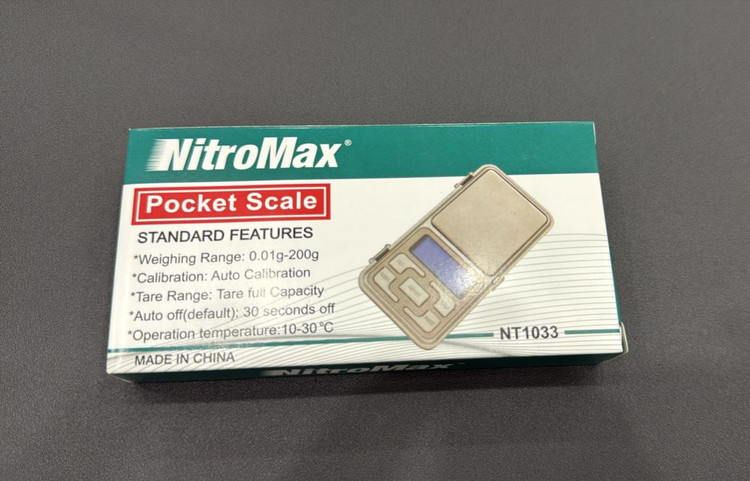 NitroMax®
Pocket Scale
STANDARD FEATURES
*Weighing Range: 0.01g-200g
*Calibration: Auto Calibration
*Tare Range: Tare full Capacity
*Auto off(default): 30 seconds off
*Operation temperature:10-30℃
MADE IN CHINA
NT1033
NitroMax®